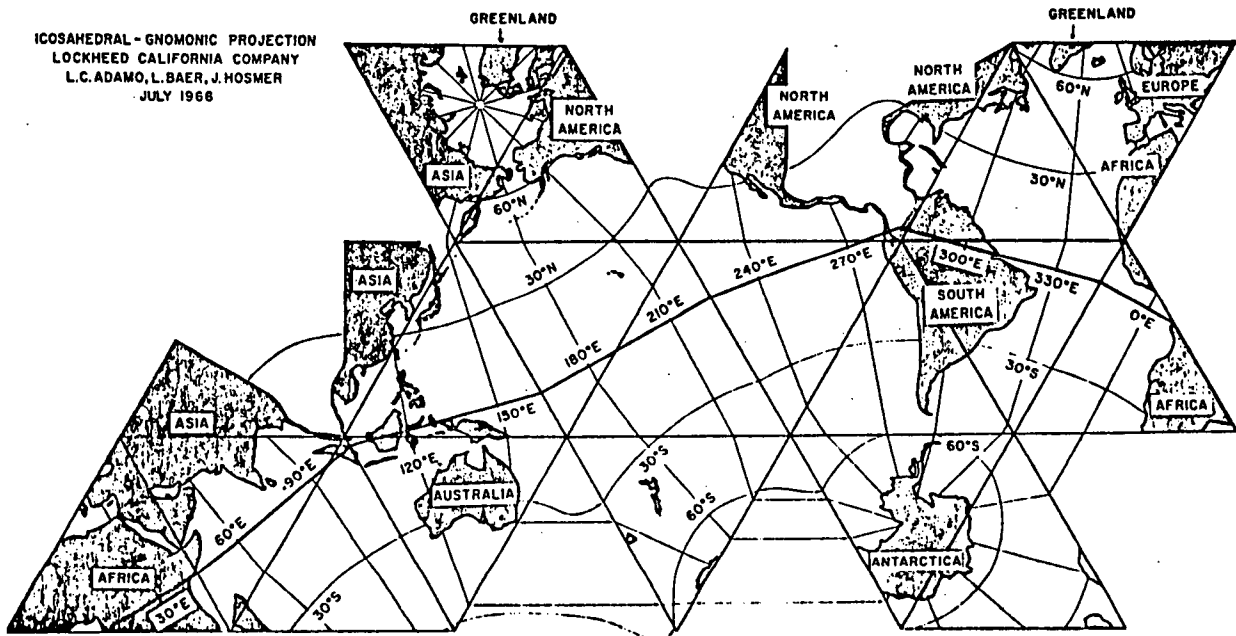 ICOSAHEDRAL-GNOMONIC PROJECTION
LOCKHEED CALIFORNIA COMPANY
L.C. ADAMO, L. BAER, J. HOSMER
JULY 1966
GREENLAND
GREENLAND
NORTH
AMERICA
ASIA
60°N
NORTH
AMERICA
NORTH
AMERICA
60°N
EUROPE
AFRICA
30°N
ASIA
30°N
180°E
150°E
210°E
240°E
270°E
300°E
330°E
0°E
SOUTH
AMERICA
30°S
AFRICA
ASIA
90°E
60°E
AFRICA
30°E
30°S
120°E
AUSTRALIA
30°S
60°S
60°S
ANTARCTICA